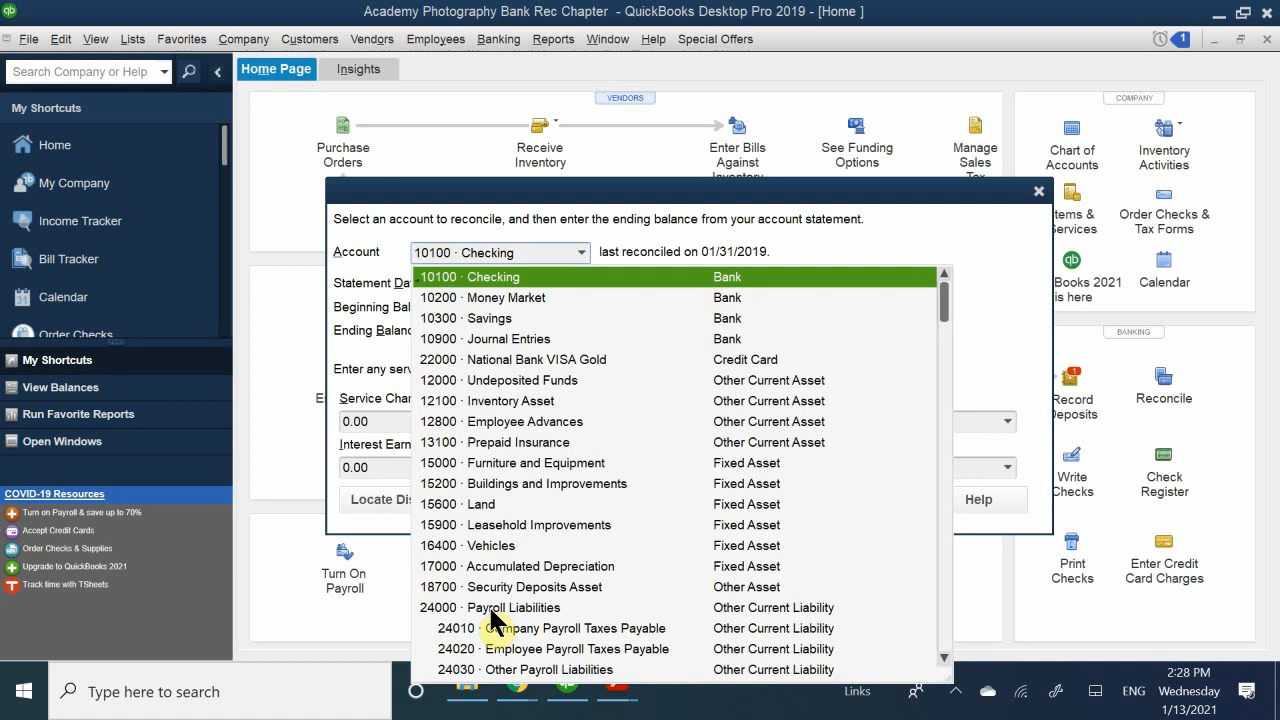 Academy Photography Bank Rec Chapter - QuickBooks Desktop Pro 2019 - [Home ]
File Edit View Lists Favorites Company Customers Vendors Employees Banking Reports Window Help Special Offers
1
Search Company or Help
Home Page Insights
My Shortcuts
Home
My Company
Income Tracker
Bill Tracker
Calendar
Order Checks
My Shortcuts
View Balances
Run Favorite Reports
Open Windows
COVID-19 Resources
Turn on Payroll & save up to 70%
Accept Credit Cards
Order Checks & Supplies
Upgrade to QuickBooks 2021
Track time with TSheets
VENDORS
Purchase
Orders
Receive
Inventory
Enter Bills
Against
Inventory
See Funding
Options
Manage
Sales
Tax
Select an account to reconcile, and then enter the ending balance from your account statement.
Account 10100 · Checking last reconciled on 01/31/2019.
Statement Da
Beginning Bal
Ending Balanc
Enter any serv
Service Char
0.00
Interest Earn
0.00
Locate Dis
Help
10100 · Checking Bank
10200 · Money Market Bank
10300 · Savings Bank
10900 · Journal Entries Bank
22000 · National Bank VISA Gold Credit Card
12000 · Undeposited Funds Other Current Asset
12100 · Inventory Asset Other Current Asset
12800 · Employee Advances Other Current Asset
13100 · Prepaid Insurance Other Current Asset
15000 · Furniture and Equipment Fixed Asset
15200 · Buildings and Improvements Fixed Asset
15600 · Land Fixed Asset
15900 · Leasehold Improvements Fixed Asset
16400 · Vehicles Fixed Asset
17000 · Accumulated Depreciation Fixed Asset
18700 · Security Deposits Asset Other Asset
24000 · Payroll Liabilities Other Current Liability
24010 · Company Payroll Taxes Payable Other Current Liability
24020 · Employee Payroll Taxes Payable Other Current Liability
24030 · Other Payroll Liabilities Other Current Liability
E
Turn On
Payroll
COMPANY
Chart of
Accounts
Inventory
Activities
tems &
Services
Order Checks &
Tax Forms
Books 2021
is here
Calendar
BANKING
1
Record
Deposits
Reconcile
Write
Checks
Check
Register
Print
Checks
Enter Credit
Card Charges
Type here to search
Links
ENG
2:28 PM
Wednesday
1/13/2021